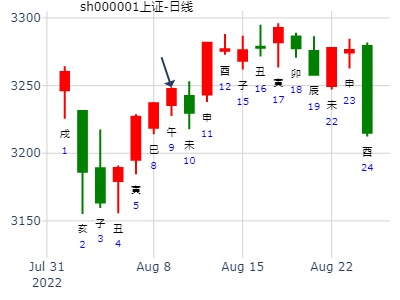 sh000001上证-日线
3300
3250
3200
3150
戌
1
亥
2
子
3
丑
4
寅
5
巳
8
午
9
未
10
申
11
酉
12
子
15
丑
16
寅
17
卯
18
辰
19
未
22
申
23
酉
24
Jul 31
2022
Aug 8
Aug 15
Aug 22